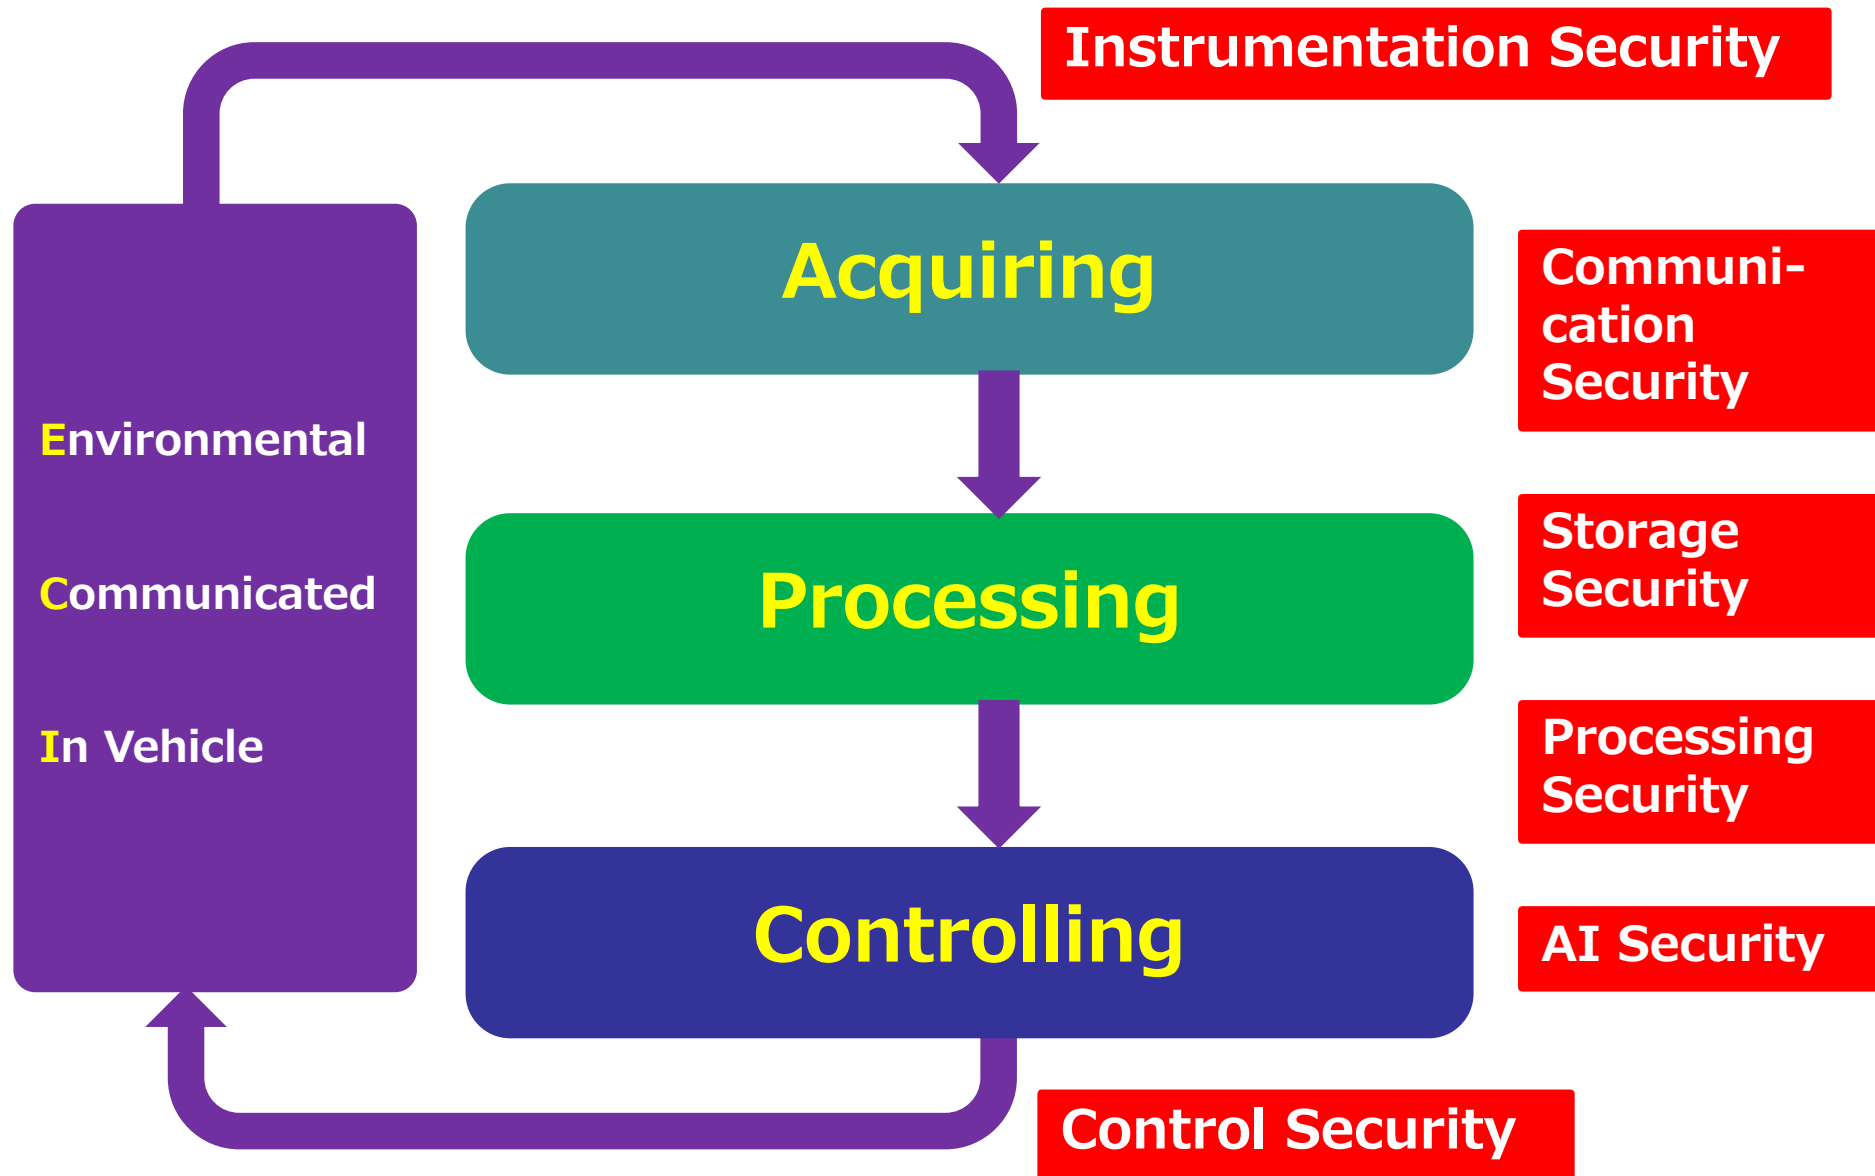 Instrumentation Security
Acquiring
Communi-
cation
Security
Environmental
Communicated
In Vehicle
Processing
Storage
Security
Processing
Security
Controlling
AI Security
Control Security